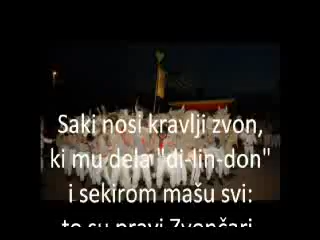 Saki nosi kravlji zvon,
ki mu dela "di-lin-don"
i sekirom mašu svi:
to su pravi Zvončari